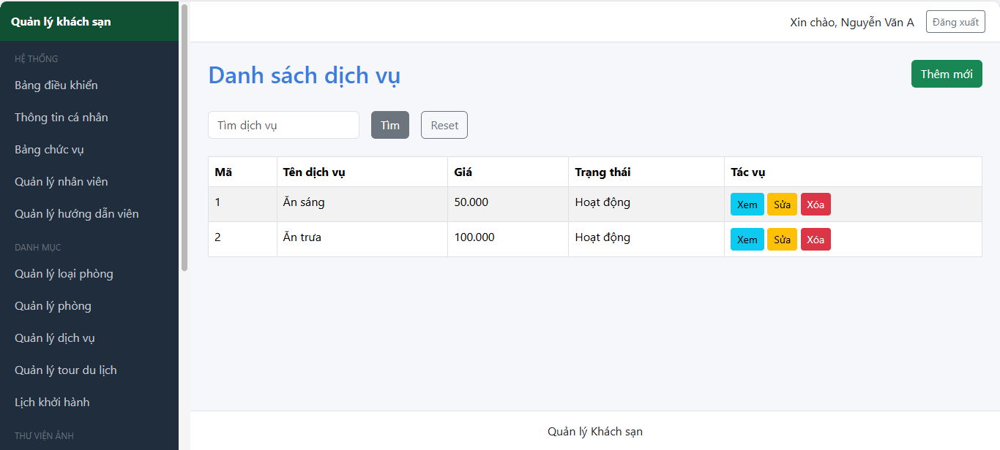 Quản lý khách sạn
HỆ THỐNG
Bảng điều khiển
Thông tin cá nhân
Bảng chức vụ
Quản lý nhân viên
Quản lý hướng dẫn viên
DANH MỤC
Quản lý loại phòng
Quản lý phòng
Quản lý dịch vụ
Quản lý tour du lịch
Lịch khởi hành
THƯ VIỆN ẢNH
Xin chào, Nguyễn Văn A Đăng xuất
Danh sách dịch vụ Thêm mới
Tìm dịch vụ Tìm Reset
Mã Tên dịch vụ Giá Trạng thái Tác vụ
1 Ăn sáng 50.000 Hoạt động Xem Sửa Xóa
2 Ăn trưa 100.000 Hoạt động Xem Sửa Xóa
Quản lý Khách sạn